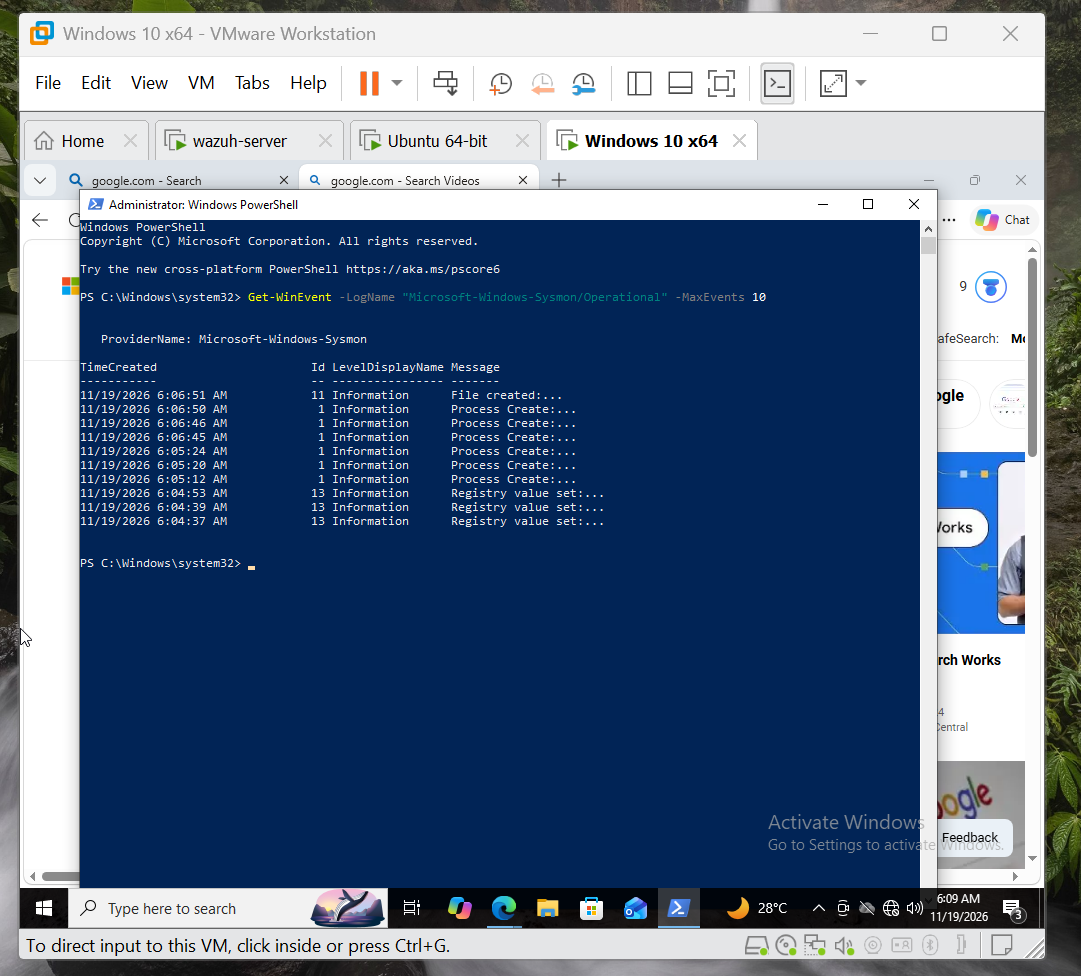 Windows 10 x64 - VMware Workstation
File Edit View VM Tabs Help
Home wazuh-server Ubuntu 64-bit Windows 10 x64
google.com - Search google.com - Search Videos
Administrator: Windows PowerShell
Chat
Windows PowerShell
Copyright (C) Microsoft Corporation. All rights reserved.
Try the new cross-platform PowerShell https://aka.ms/pscore6
PS C:\Windows\system32> Get-WinEvent -LogName "Microsoft-Windows-Sysmon/Operational" -MaxEvents 10
9
ProviderName: Microsoft-Windows-Sysmon
afeSearch: Mo
TimeCreated Id LevelDisplayName Message
----------- -- ---------------- -------
11/19/2026 6:06:51 AM 11 Information File created:...
ogle
11/19/2026 6:06:50 AM 1 Information Process Create:...
11/19/2026 6:06:46 AM 1 Information Process Create:...
11/19/2026 6:06:45 AM 1 Information Process Create:...
11/19/2026 6:05:24 AM 1 Information Process Create:...
11/19/2026 6:05:20 AM 1 Information Process Create:...
11/19/2026 6:05:12 AM 1 Information Process Create:...
11/19/2026 6:04:53 AM 13 Information Registry value set:...
11/19/2026 6:04:39 AM 13 Information Registry value set:...
11/19/2026 6:04:37 AM 13 Information Registry value set:...
Works
PS C:\Windows\system32>
rch Works
4
Central
ogle
Activate Windows
Go to Settings to activate Windows.
Feedback
Type here to search
28°C
6:09 AM
11/19/2026
3
To direct input to this VM, click inside or press Ctrl+G.